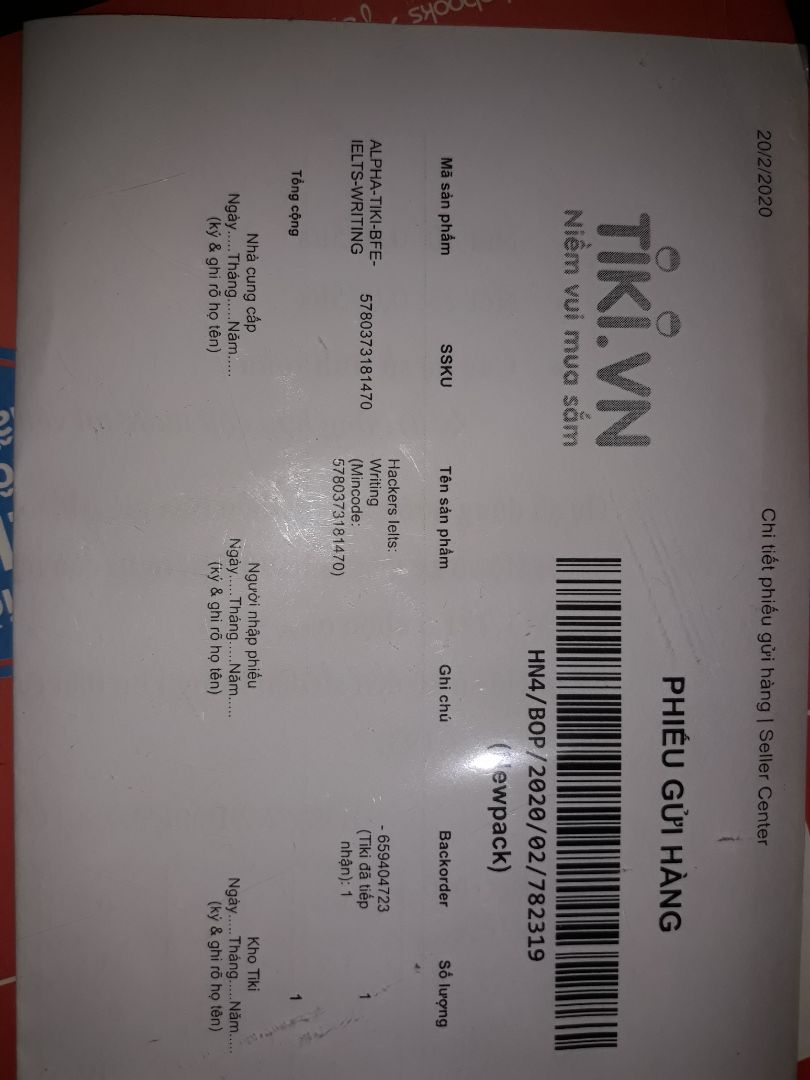 20/2/2020
Chi tiết phiếu gửi hàng | Seller Center
TiKi.VN
Niềm vui mua sắm
PHIẾU GỬI HÀNG
HN4/BOP/2020/02/782319
(Newpack)
Mã sản phẩm SSKU Tên sản phẩm Ghi chú Backorder Số lượng
ALPHA-TIKI-BFE-
IELTS-WRITING
5780373181470
Hackers Ielts:
Writing
(Mincode:
5780373181470)
- 659404723
(Tiki đã tiếp
nhận): 1
1
Tổng cộng 1
Nhà cung cấp
Ngày.....Tháng.....Năm.....
(ký & ghi rõ họ tên)
Người nhập phiếu
Ngày.....Tháng.....Năm.....
(ký & ghi rõ họ tên)
Kho Tiki
Ngày.....Tháng.....Năm.....
(ký & ghi rõ họ tên)